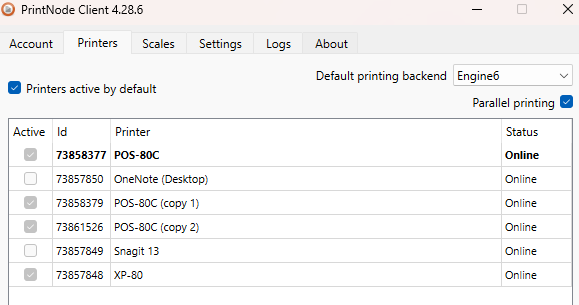 PrintNode Client 4.28.6
Account Printers Scales Settings Logs About
Default printing backend Engine6
Printers active by default
Parallel printing
Active Id Printer Status
73858377 POS-80C Online
73857850 OneNote (Desktop) Online
73858379 POS-80C (copy 1) Online
73861526 POS-80C (copy 2) Online
73857849 Snagit 13 Online
73857848 XP-80 Online